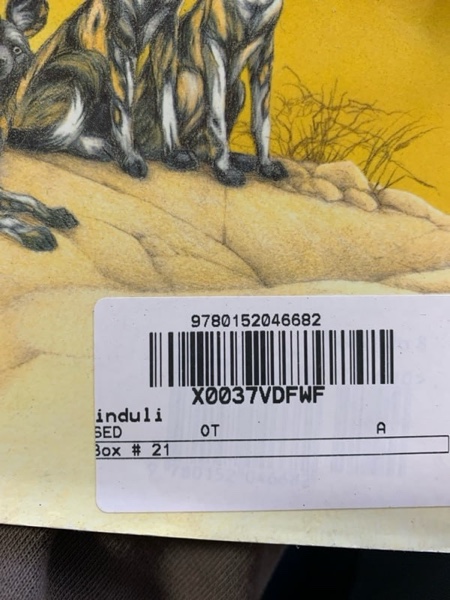 9780152046682
X0037VDFWF
induli
SED OT A
Box # 21